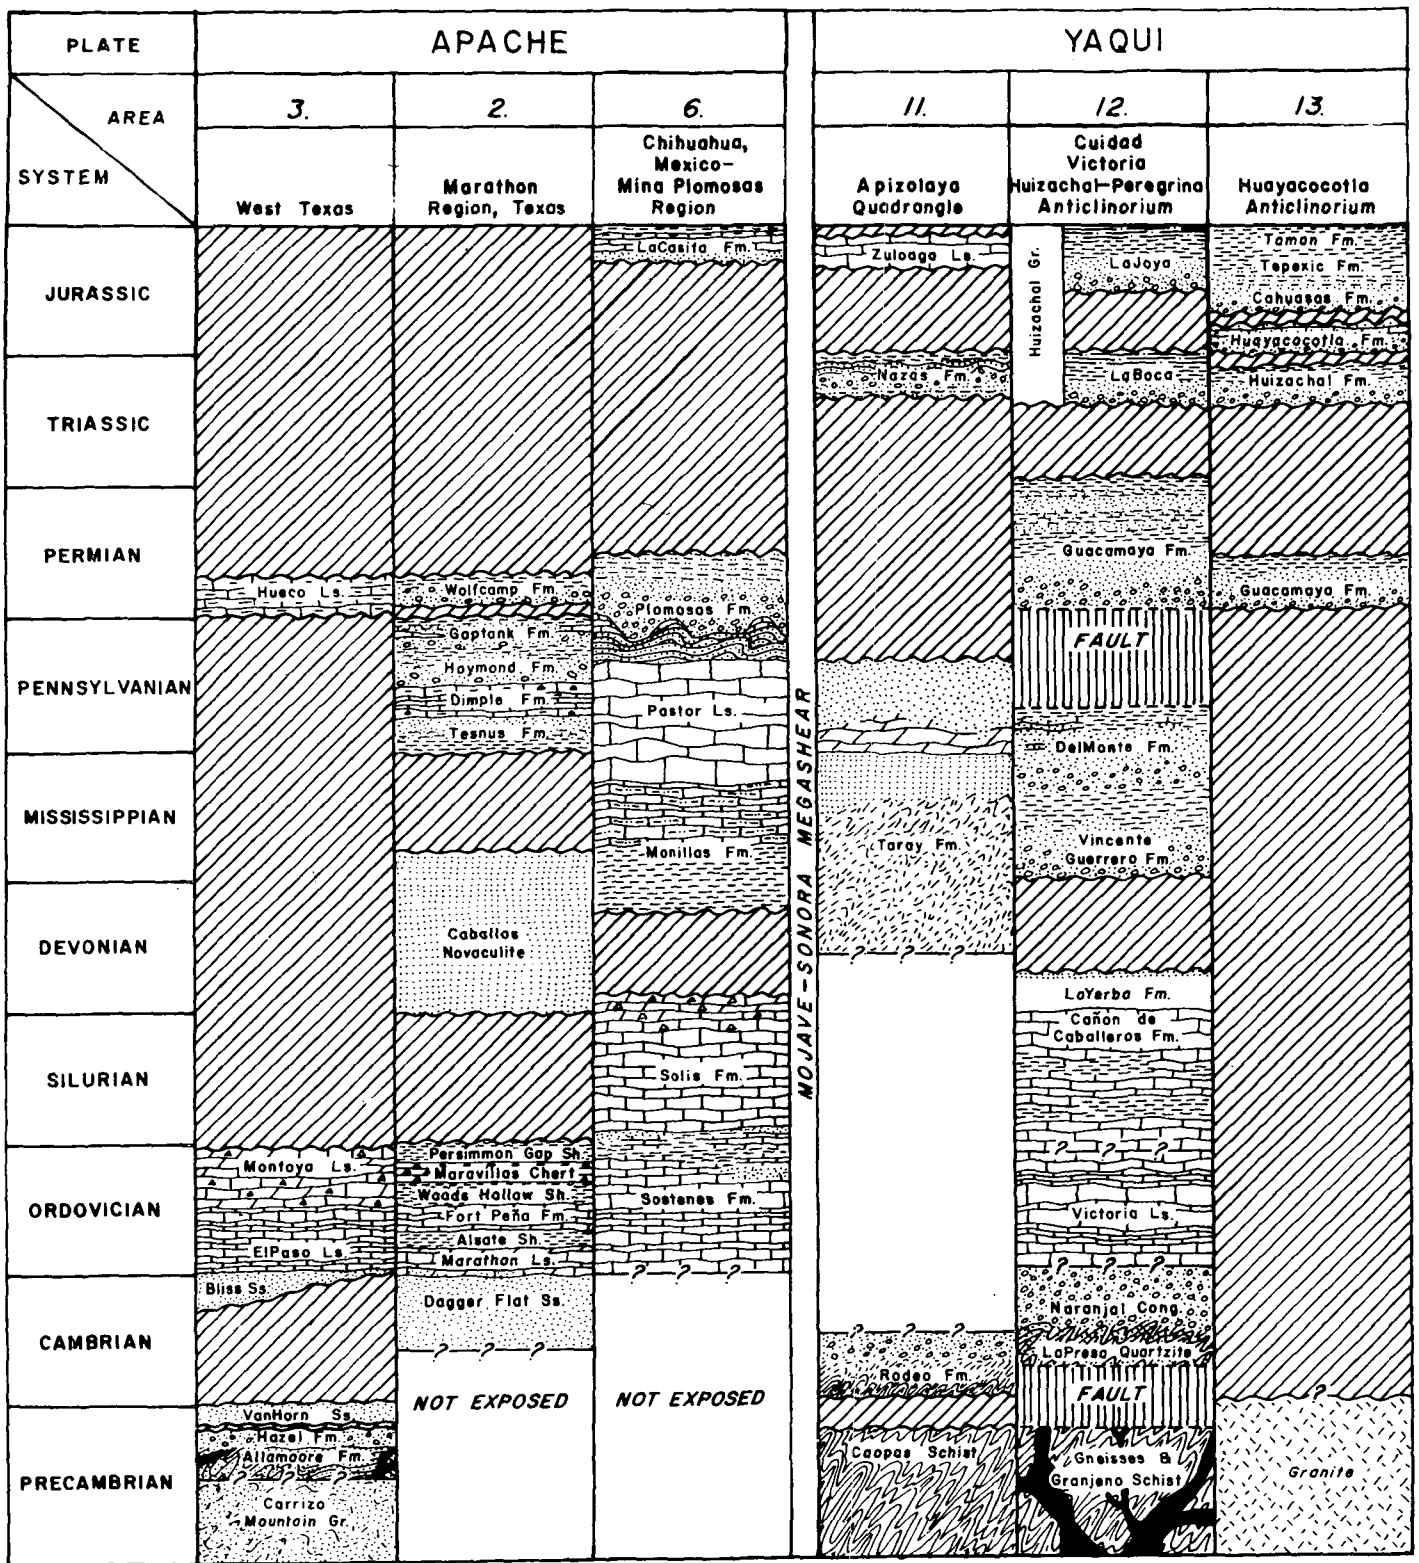 PLATE
APACHE
YAQUI
AREA
SYSTEM
3.
2.
6.
11.
12.
13.
West Texas
Marathon
Region, Texas
Chihuahua,
Mexico-
Mina Plomosas
Region
Apizolaya
Quadrangle
Cuidad
Victoria
Huizachal-Peregrina
Anticlinorium
Huayacocotla
Anticlinorium
JURASSIC
TRIASSIC
PERMIAN
PENNSYLVANIAN
MISSISSIPPIAN
DEVONIAN
SILURIAN
ORDOVICIAN
CAMBRIAN
PRECAMBRIAN
Hueco Ls.
Montoya Ls.
ElPaso Ls.
Bliss Ss.
VanHorn Ss.
Hazel Fm.
Allamoore Fm.
? ? ? ?
Carrizo
Mountain Gr.
Wolfcamp Fm.
Gaptank Fm.
Haymond Fm.
Dimple Fm.
Tesnus Fm.
Caballas
Novaculite
Persimmon Gap Sh.
Maravillas Chert
Woods Hollow Sh.
Fort Peña Fm.
Alsate Sh.
Marathon Ls.
Dagger Flat Ss.
? ? ?
NOT EXPOSED
LaCasita Fm.
Plomosas Fm.
Pastor Ls.
Monillas Fm.
Solis Fm.
Sostenes Fm.
? ? ?
NOT EXPOSED
MOJAVE-SONORA MEGASHEAR
Zuloaga Ls.
Nazas Fm.
Taray Fm.
? ? ?
? ? ?
Rodeo Fm.
Caopas Schist
Huizachal Gr.
LaJoya
LaBoca
Guacamaya Fm.
FAULT
DelMonte Fm.
Vincente
Guerrero Fm.
LaYerba Fm.
Cañón de
Caballeros Fm.
? ? ?
Victoria Ls.
? ? ?
Naranjal Cong.
LaPresa Quartzite
FAULT
Gneisses &
Granjeno Schist
Taman Fm.
Tepexic Fm.
Cahuasas Fm.
Huayacocotla Fm.
Huizachal Fm.
Guacamaya Fm.
?
Granite